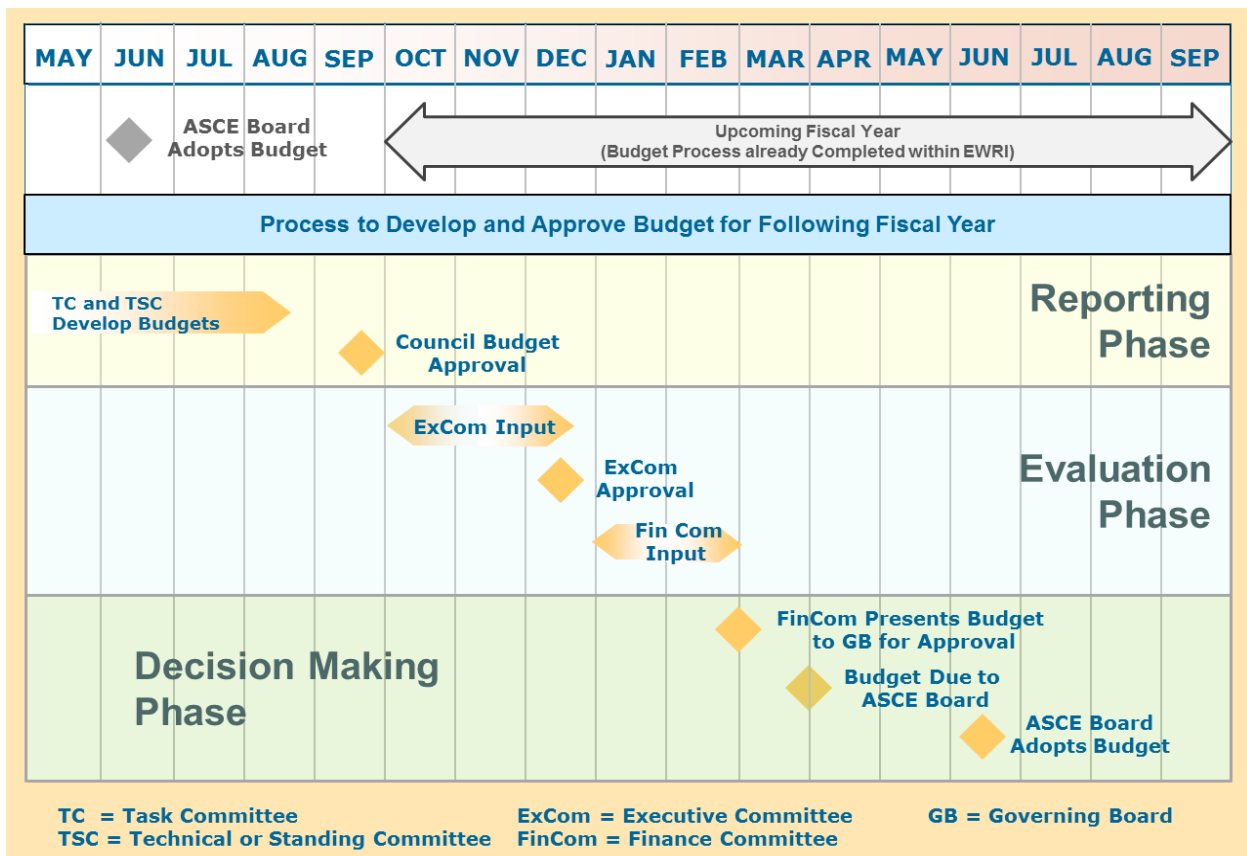 MAY JUN JUL AUG SEP OCT NOV DEC JAN FEB MAR APR MAY JUN JUL AUG SEP
ASCE Board
Adopts Budget
Upcoming Fiscal Year
(Budget Process already Completed within EWRI)
Process to Develop and Approve Budget for Following Fiscal Year
TC and TSC
Develop Budgets
Council Budget
Approval
Reporting
Phase
ExCom Input
ExCom
Approval
Fin Com
Input
Evaluation
Phase
Decision Making
Phase
FinCom Presents Budget
to GB for Approval
Budget Due to
ASCE Board
ASCE Board
Adopts Budget
TC = Task Committee
TSC = Technical or Standing Committee
ExCom = Executive Committee
FinCom = Finance Committee
GB = Governing Board